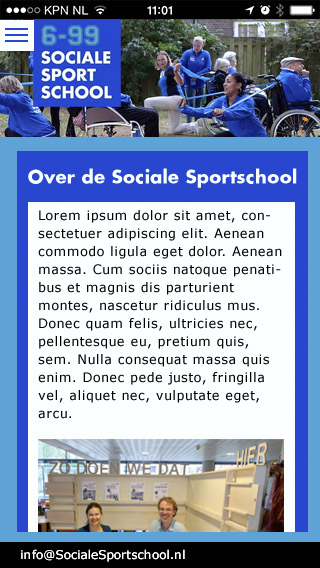 KPN NL 11:01
6-99
SOCIALE
SPORT
SCHOOL
Over de Sociale Sportschool
Lorem ipsum dolor sit amet, con-
sectetuer adipiscing elit. Aenean
commodo ligula eget dolor. Aenean
massa. Cum sociis natoque penati-
bus et magnis dis parturient
montes, nascetur ridiculus mus.
Donec quam felis, ultricies nec,
pellentesque eu, pretium quis,
sem. Nulla consequat massa quis
enim. Donec pede justo, fringilla
vel, aliquet nec, vulputate eget,
arcu.
ZO DOEN WE DAT HIER
info@SocialeSportschool.nl